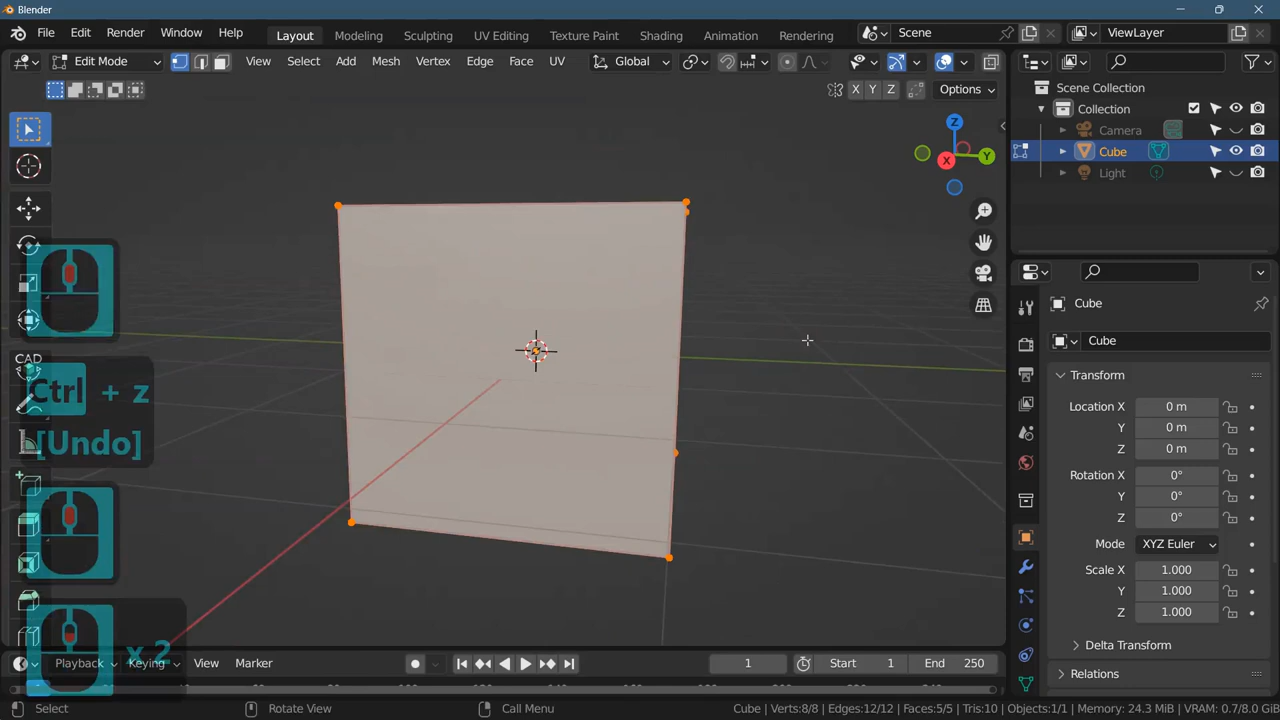 Blender
File Edit Render Window Help Layout Modeling Sculpting UV Editing Texture Paint Shading Animation Rendering Scene ViewLayer
Edit Mode View Select Add Mesh Vertex Edge Face UV Global
X Y Z Options
Scene Collection
Collection
Camera
Cube
Light
Z
Y
X
CAD
Ctrl + z
[Undo]
x 2
Cube
Cube
Transform
Location X 0 m
Y 0 m
Z 0 m
Rotation X 0°
Y 0°
Z 0°
Mode XYZ Euler
Scale X 1.000
Y 1.000
Z 1.000
Delta Transform
Relations
Playback Keying View Marker 1 Start 1 End 250
Select Rotate View Call Menu Cube | Verts:8/8 | Edges:12/12 | Faces:5/5 | Tris:10 | Objects:1/1 | Memory: 24.3 MiB | VRAM: 0.7/8.0 GiB